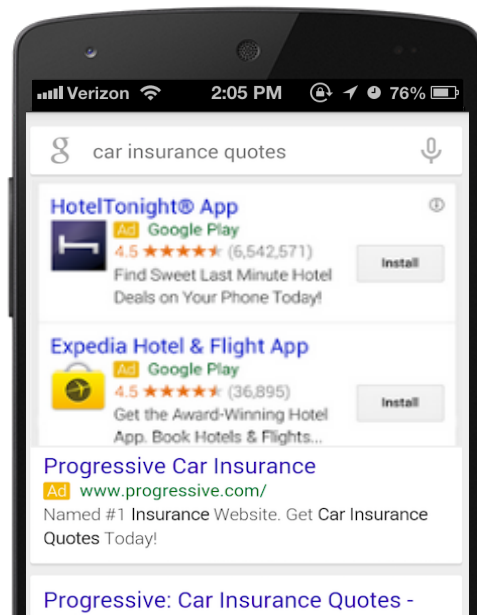 Verizon 2:05 PM 76%
g car insurance quotes
HotelTonight® App
Ad Google Play
4.5 ★★★★★ (6,542,571)
Install
Find Sweet Last Minute Hotel
Deals on Your Phone Today!
Expedia Hotel & Flight App
Ad Google Play
4.5 ★★★★★ (36,895)
Install
Get the Award-Winning Hotel
App. Book Hotels & Flights...
Progressive Car Insurance
Ad www.progressive.com/
Named #1 Insurance Website. Get Car Insurance
Quotes Today!
Progressive: Car Insurance Quotes -